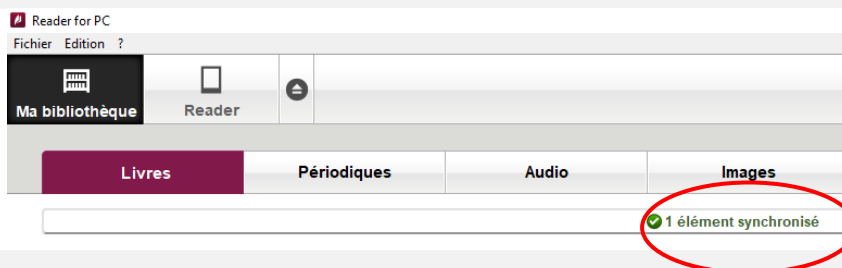 Reader for PC
Fichier Edition ?
Ma bibliothèque Reader
Livres Périodiques Audio Images
1 élément synchronisé